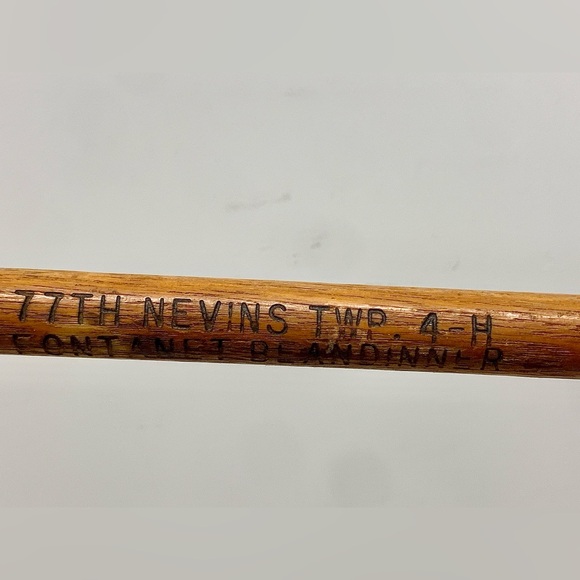 77TH NEVINS TWP. 4-H
FONTANET BEANDINNER